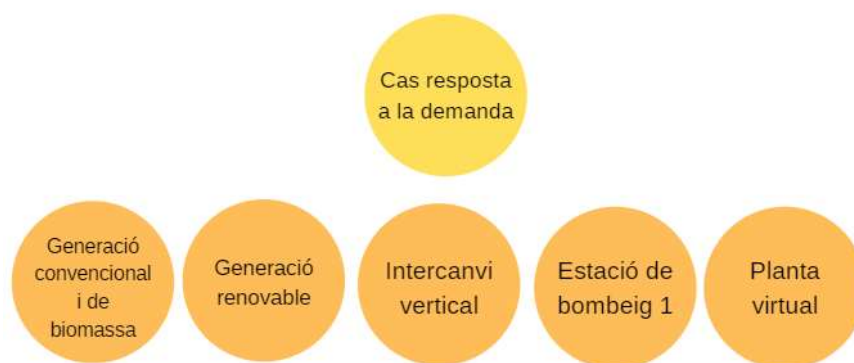 Cas resposta
a la demanda
Generació
convencional
i de
biomassa
Generació
renovable
Intercanvi
vertical
Estació de
bombeig 1
Planta
virtual